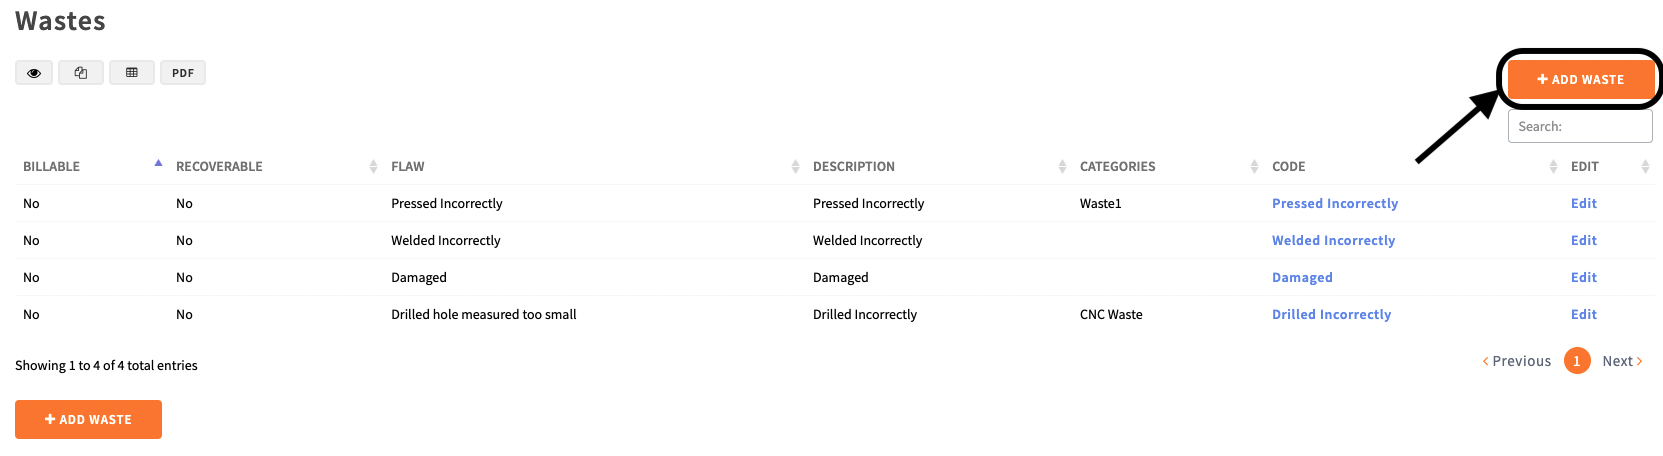 Wastes
PDF
+ ADD WASTE
Search:
BILLABLE RECOVERABLE FLAW DESCRIPTION CATEGORIES CODE EDIT
No No Pressed Incorrectly Pressed Incorrectly Waste1 Pressed Incorrectly Edit
No No Welded Incorrectly Welded Incorrectly Welded Incorrectly Edit
No No Damaged Damaged Damaged Edit
No No Drilled hole measured too small Drilled Incorrectly CNC Waste Drilled Incorrectly Edit
Showing 1 to 4 of 4 total entries
‹ Previous 1 Next ›
+ ADD WASTE